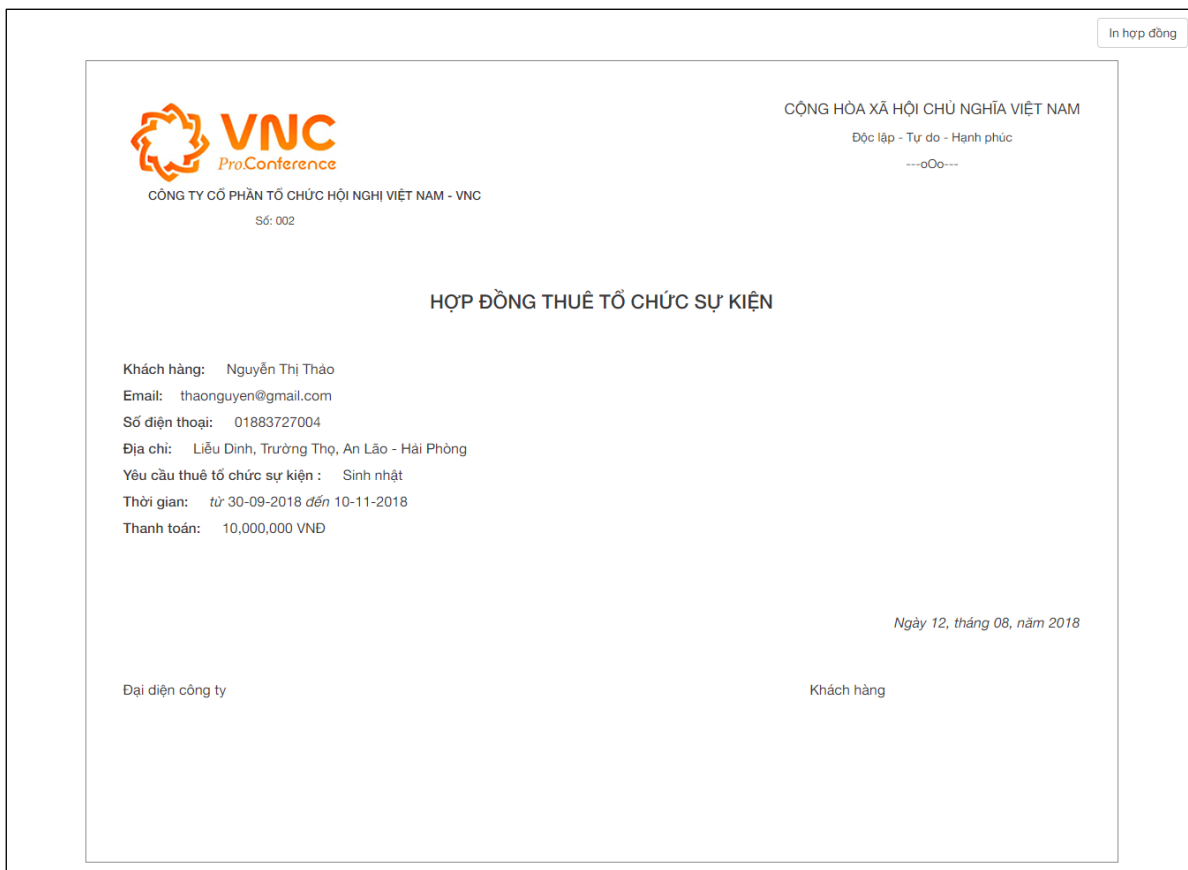 In hợp đồng
VNC
Pro.Conference
CÔNG TY CỔ PHẦN TỔ CHỨC HỘI NGHỊ VIỆT NAM - VNC
Số: 002
CỘNG HÒA XÃ HỘI CHỦ NGHĨA VIỆT NAM
Độc lập - Tự do - Hạnh phúc
---oOo---
HỢP ĐỒNG THUÊ TỔ CHỨC SỰ KIỆN
Khách hàng: Nguyễn Thị Thảo
Email: thaonguyen@gmail.com
Số điện thoại: 01883727004
Địa chỉ: Liễu Dinh, Trường Thọ, An Lão - Hải Phòng
Yêu cầu thuê tổ chức sự kiện : Sinh nhật
Thời gian: từ 30-09-2018 đến 10-11-2018
Thanh toán: 10,000,000 VNĐ
Ngày 12, tháng 08, năm 2018
Đại diện công ty
Khách hàng